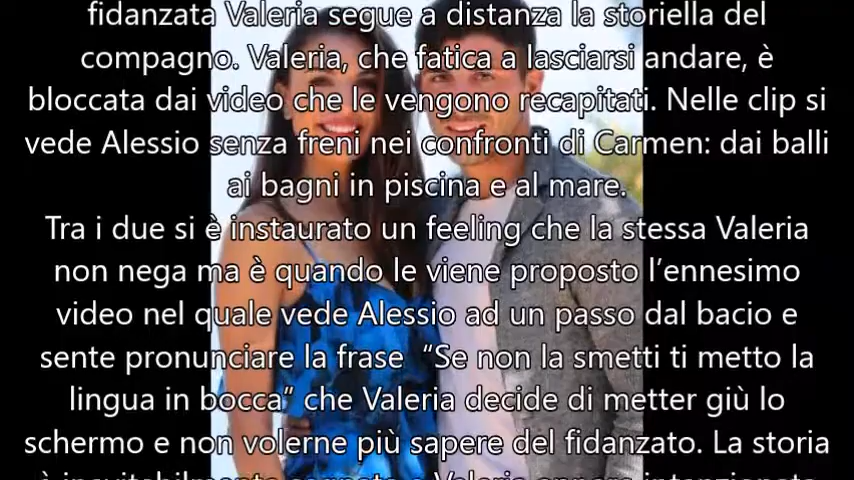 fidanzata Valeria segue a distanza la storiella del
compagno. Valeria, che fatica a lasciarsi andare, è
bloccata dai video che le vengono recapitati. Nelle clip si
vede Alessio senza freni nei confronti di Carmen: dai balli
ai bagni in piscina e al mare.
Tra i due si è instaurato un feeling che la stessa Valeria
non nega ma è quando le viene proposto l’ennesimo
video nel quale vede Alessio ad un passo dal bacio e
sente pronunciare la frase “Se non la smetti ti metto la
lingua in bocca” che Valeria decide di metter giù lo
schermo e non volerne più sapere del fidanzato. La storia
è inevitabilmente segnata e Valeria appare intenzionata